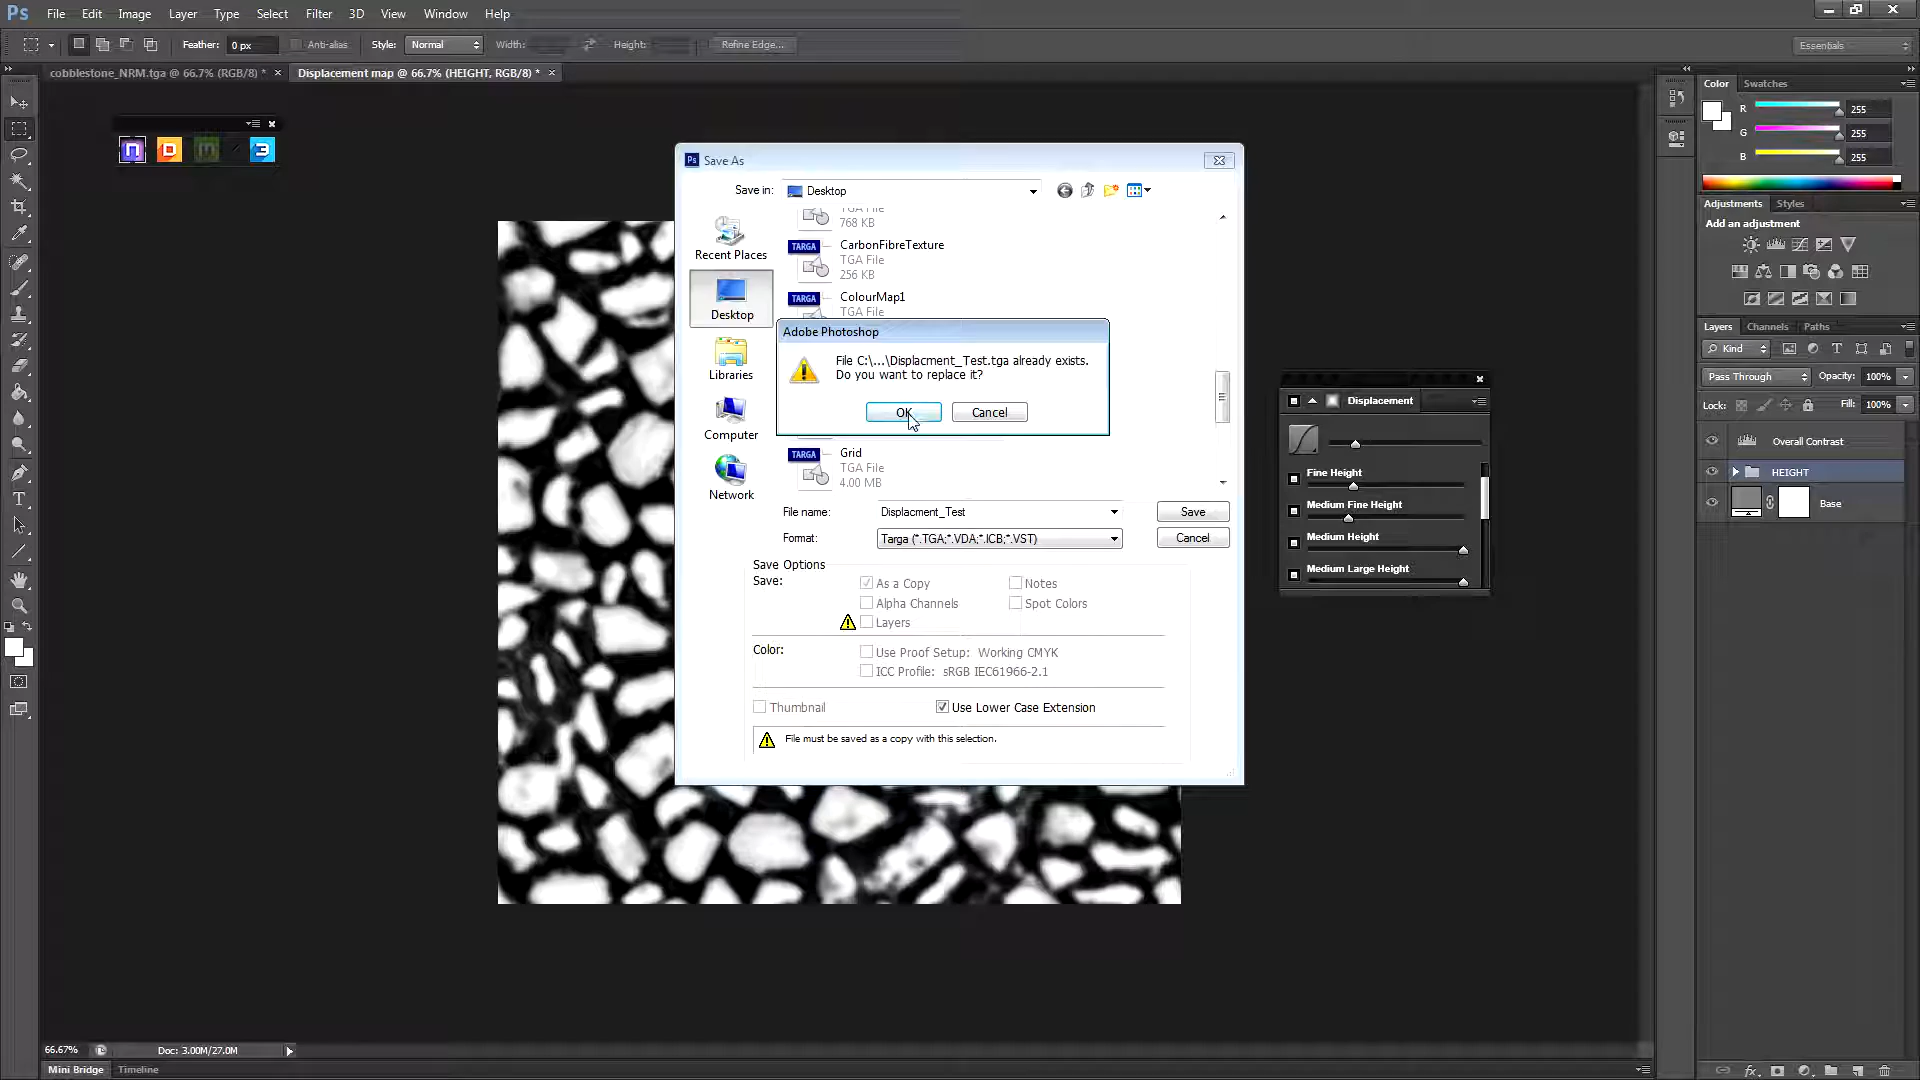 Ps File Edit Image Layer Type Select Filter 3D View Window Help
Feather: 0 px Anti-alias Style: Normal Width: Height: Refine Edge... Essentials
cobblestone_NRM.tga @ 66.7% (RGB/8) * Displacement map @ 66.7% (HEIGHT, RGB/8) *
Color Swatches
R 255
G 255
B 255
Adjustments Styles
Add an adjustment
Layers Channels Paths
Kind
Pass Through Opacity: 100%
Lock: Fill: 100%
Overall Contrast
HEIGHT
Base
n D m 3
Ps Save As
Save in: Desktop
Recent Places
Desktop
Libraries
Computer
Network
TGA File
768 KB
TARGA CarbonFibreTexture
TGA File
256 KB
TARGA ColourMap1
TGA File
Adobe Photoshop
File C:\...\Displacment_Test.tga already exists.
Do you want to replace it?
OK Cancel
TARGA Grid
TGA File
4.00 MB
File name: Displacment_Test Save
Format: Targa (*.TGA;*.VDA;*.ICB;*.VST) Cancel
Save Options
Save: As a Copy Notes
Alpha Channels Spot Colors
Layers
Color: Use Proof Setup: Working CMYK
ICC Profile: sRGB IEC61966-2.1
Thumbnail Use Lower Case Extension
File must be saved as a copy with this selection.
Displacement
Fine Height
Medium Fine Height
Medium Height
Medium Large Height
66.67% Doc: 3.00M/27.0M
Mini Bridge Timeline